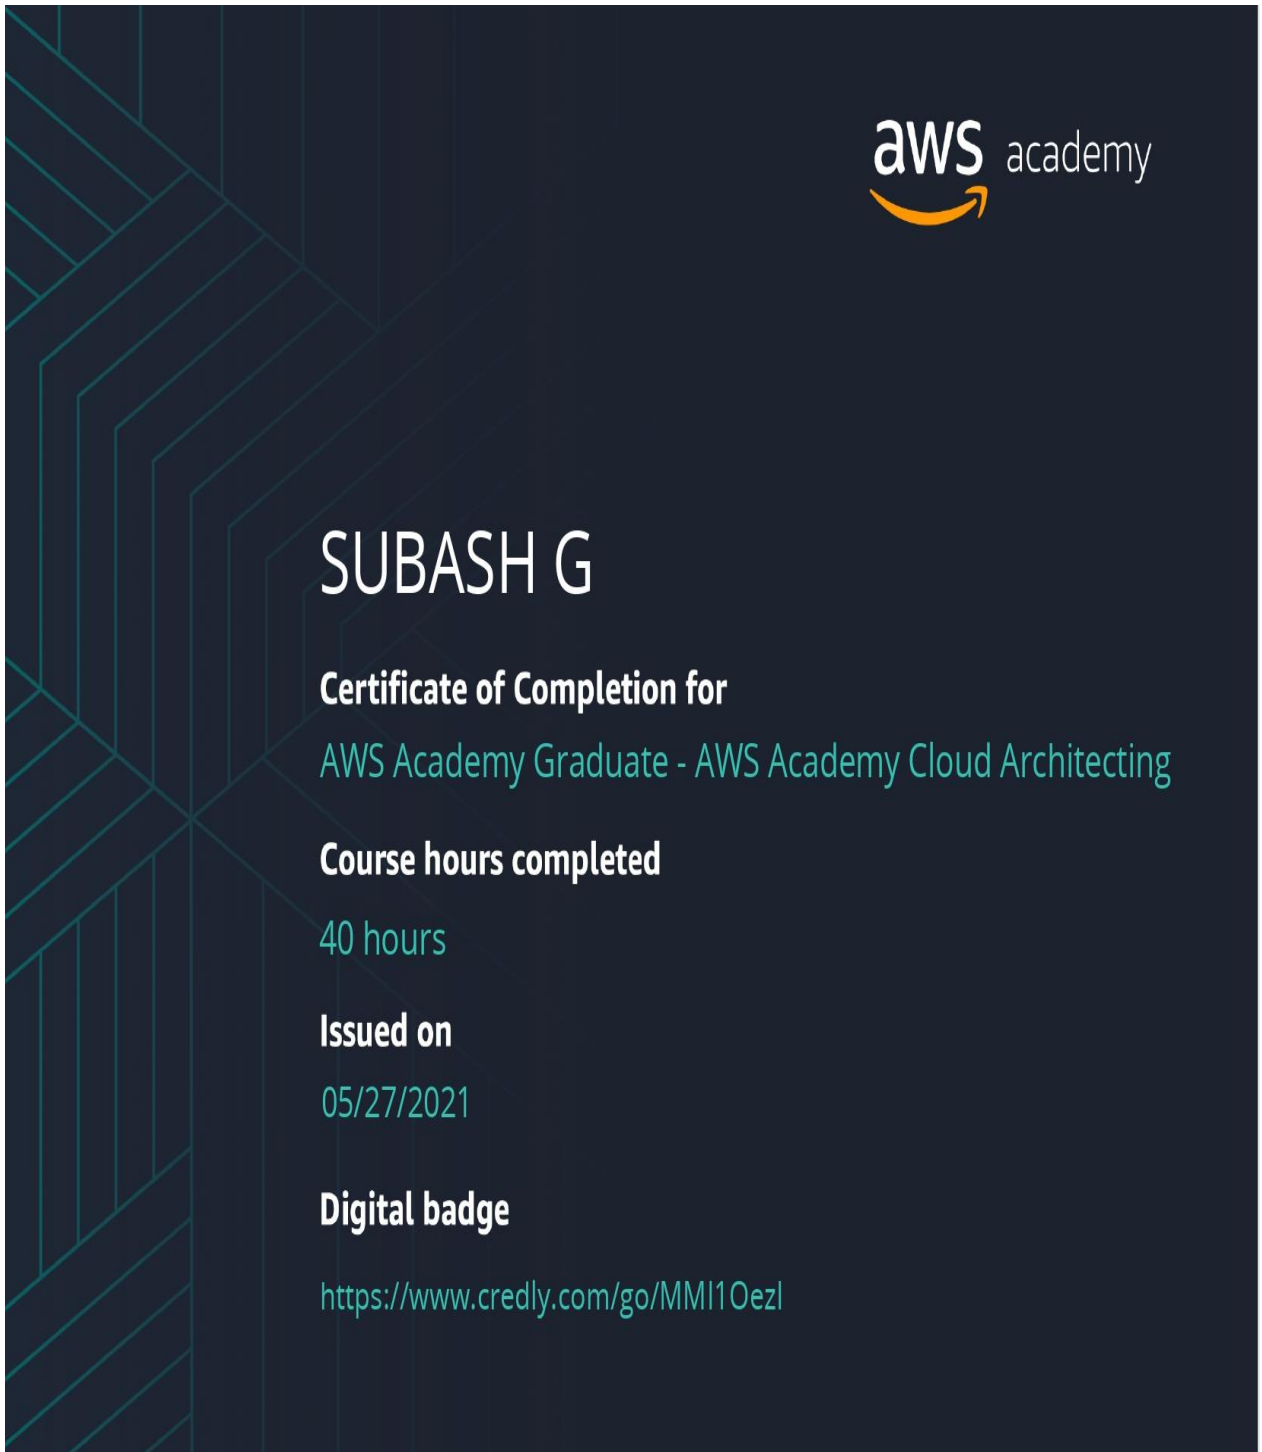 aws academy
SUBASH G
Certificate of Completion for
AWS Academy Graduate - AWS Academy Cloud Architecting
Course hours completed
40 hours
Issued on
05/27/2021
Digital badge
https://www.credly.com/go/MMI1OezI